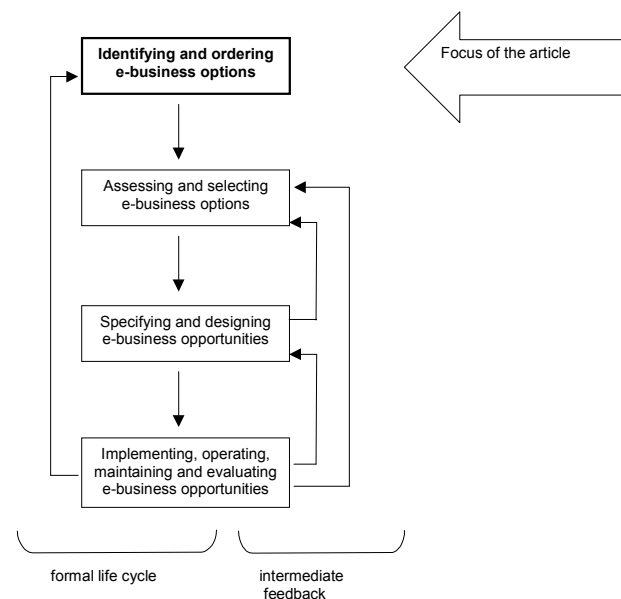 Identifying and ordering
e-business options
Focus of the article
Assessing and selecting
e-business options
Specifying and designing
e-business opportunities
Implementing, operating,
maintaining and evaluating
e-business opportunities
formal life cycle
intermediate
feedback